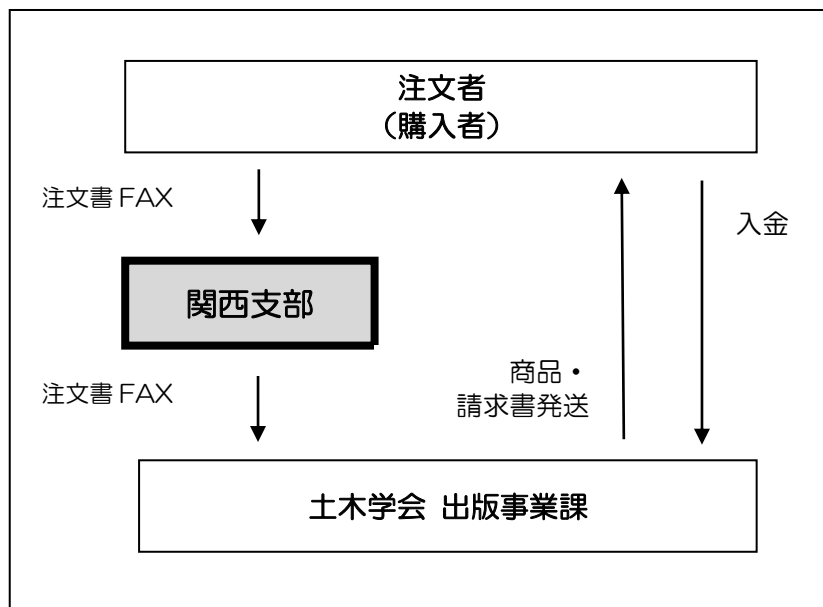 注文者
（購入者）
注文書 FAX
入金
関西支部
商品・
請求書発送
注文書 FAX
土木学会 出版事業課